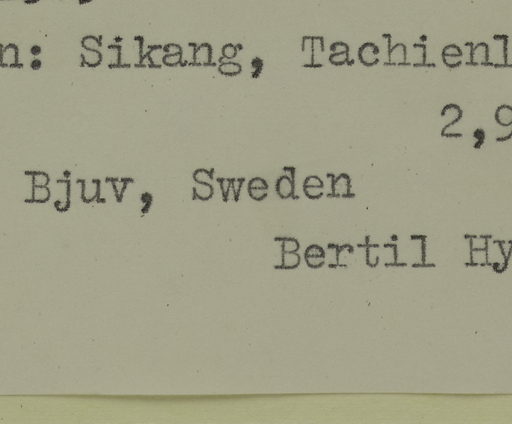 n: Sikang, Tachienl
2,9
Bjuv, Sweden
Bertil Hy